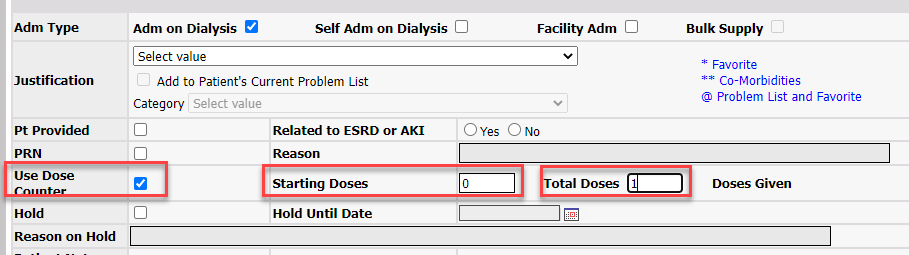 Adm Type Adm on Dialysis Self Adm on Dialysis Facility Adm Bulk Supply
Select value
* Favorite
Justification Add to Patient's Current Problem List ** Co-Morbidities
Category Select value @ Problem List and Favorite
Pt Provided Related to ESRD or AKI Yes No
PRN Reason
Use Dose
Counter Starting Doses 0 Total Doses 1 Doses Given
Hold Hold Until Date
Reason on Hold